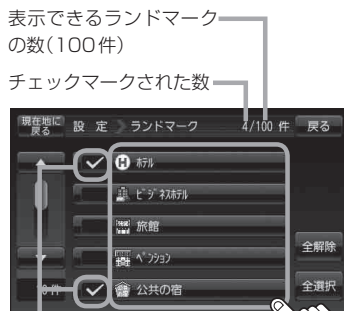 表示できるランドマーク
の数（100件）
チェックマークされた数
現在地に
戻る
設 定
ランドマーク
4/100 件
戻る
ホテル
ビジネスホテル
旅館
ペンション
公共の宿
全解除
全選択